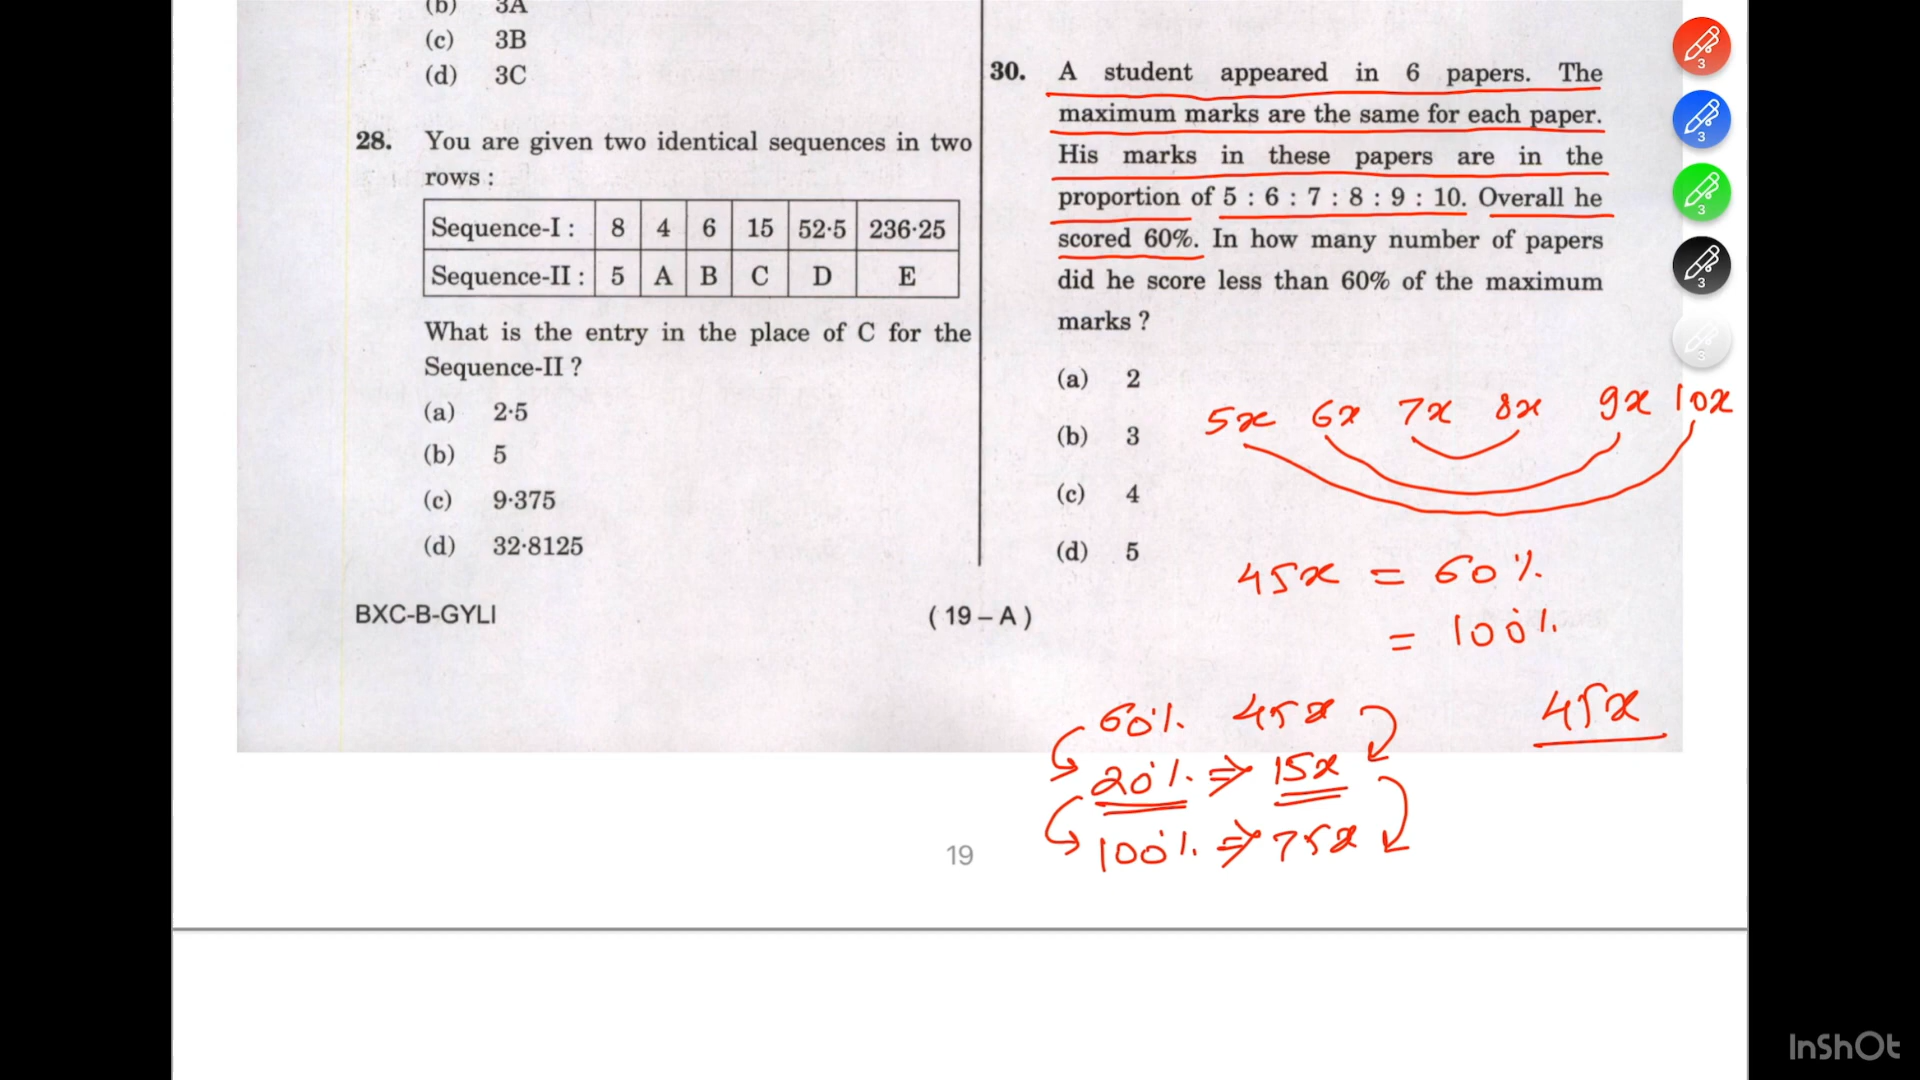 (b) 3A
(c) 3B
(d) 3C
28. You are given two identical sequences in two
rows :
Sequence-I : 8 4 6 15 52·5 236·25
Sequence-II : 5 A B C D E
What is the entry in the place of C for the
Sequence-II ?
(a) 2·5
(b) 5
(c) 9·375
(d) 32·8125
BXC-B-GYLI
( 19 – A )
30. A student appeared in 6 papers. The
maximum marks are the same for each paper.
His marks in these papers are in the
proportion of 5 : 6 : 7 : 8 : 9 : 10. Overall he
scored 60%. In how many number of papers
did he score less than 60% of the maximum
marks ?
(a) 2
(b) 3
(c) 4
(d) 5
5x 6x 7x 8x 9x 10x
45x = 60%
= 100%
60% 45x
20% ⇒ 15x
100% ⇒ 75x
45x
19
3
3
3
3
3
InShOt